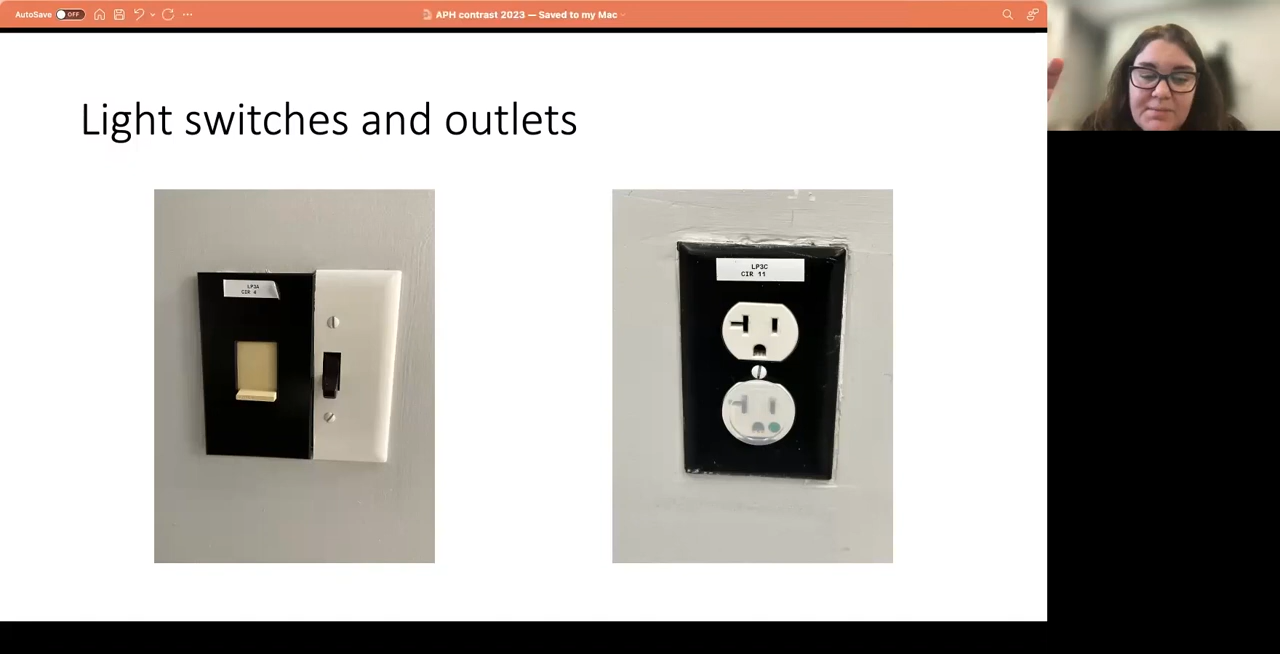 AutoSave OFF
APH contrast 2023 — Saved to my Mac
Light switches and outlets
LP3A
CIR 4
LP3C
CIR 11